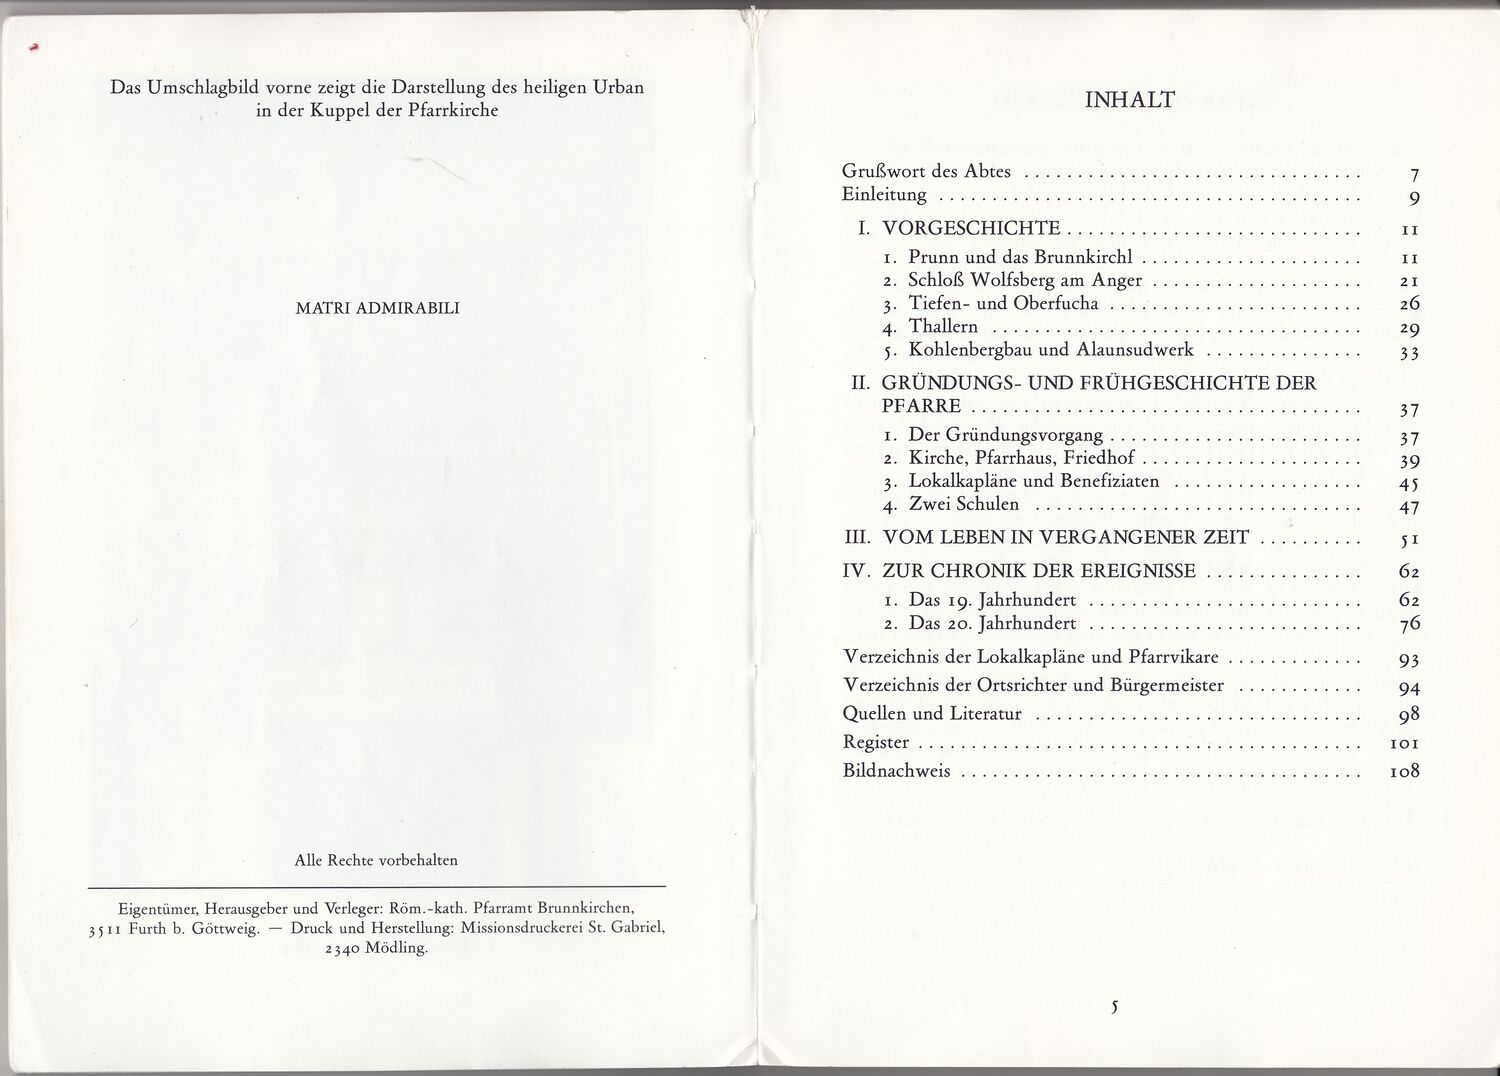 Das Umschlagbild vorne zeigt die Darstellung des heiligen Urban
in der Kuppel der Pfarrkirche
MATRI ADMIRABILI
Alle Rechte vorbehalten
Eigentümer, Herausgeber und Verleger: Röm.-kath. Pfarramt Brunnkirchen,
3511 Furth b. Göttweig. — Druck und Herstellung: Missionsdruckerei St. Gabriel,
2340 Mödling.
INHALT
Grußwort des Abtes ................................ 7
Einleitung ........................................ 9
I. VORGESCHICHTE ............................ 11
1. Prunn und das Brunnkirchl ..................... 11
2. Schloß Wolfsberg am Anger .................... 21
3. Tiefen- und Oberfucha ........................ 26
4. Thallern ................................... 29
5. Kohlenbergbau und Alaunsudwerk ............... 33
II. GRÜNDUNGS- UND FRÜHGESCHICHTE DER
PFARRE ..................................... 37
1. Der Gründungsvorgang ........................ 37
2. Kirche, Pfarrhaus, Friedhof ..................... 39
3. Lokalkapläne und Benefiziaten .................. 45
4. Zwei Schulen ............................... 47
III. VOM LEBEN IN VERGANGENER ZEIT .......... 51
IV. ZUR CHRONIK DER EREIGNISSE ............... 62
1. Das 19. Jahrhundert .......................... 62
2. Das 20. Jahrhundert .......................... 76
Verzeichnis der Lokalkapläne und Pfarrvikare ............. 93
Verzeichnis der Ortsrichter und Bürgermeister ............ 94
Quellen und Literatur ............................... 98
Register .......................................... 101
Bildnachweis ...................................... 108
5